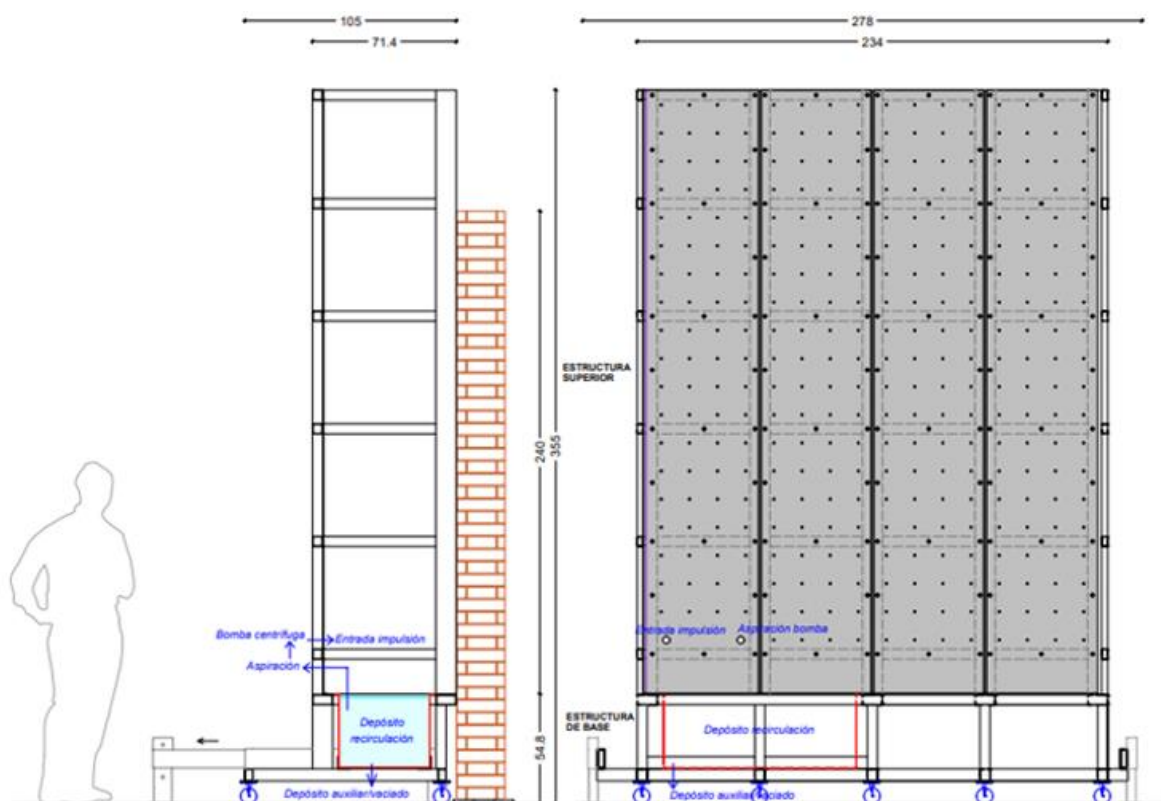 105
71.4
278
234
ESTRUCTURA
SUPERIOR
240
355
Bomba centrífuga
Entrada impulsión
Aspiración
Entrada impulsión
Aspiración bomba
Depósito
recirculación
ESTRUCTURA
DE BASE
54.8
Depósito recirculación
Depósito auxiliar/vaciado
Depósito auxiliar/vaciado